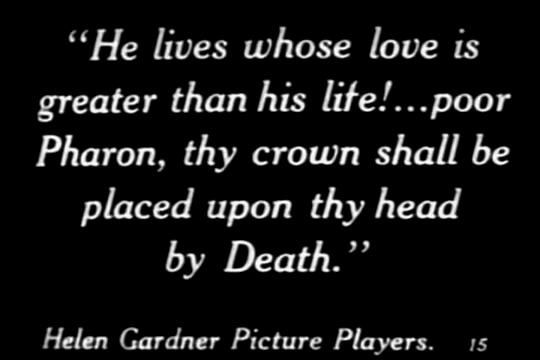 “He lives whose love is
greater than his life!...poor
Pharon, thy crown shall be
placed upon thy head
by Death.”
Helen Gardner Picture Players. 15